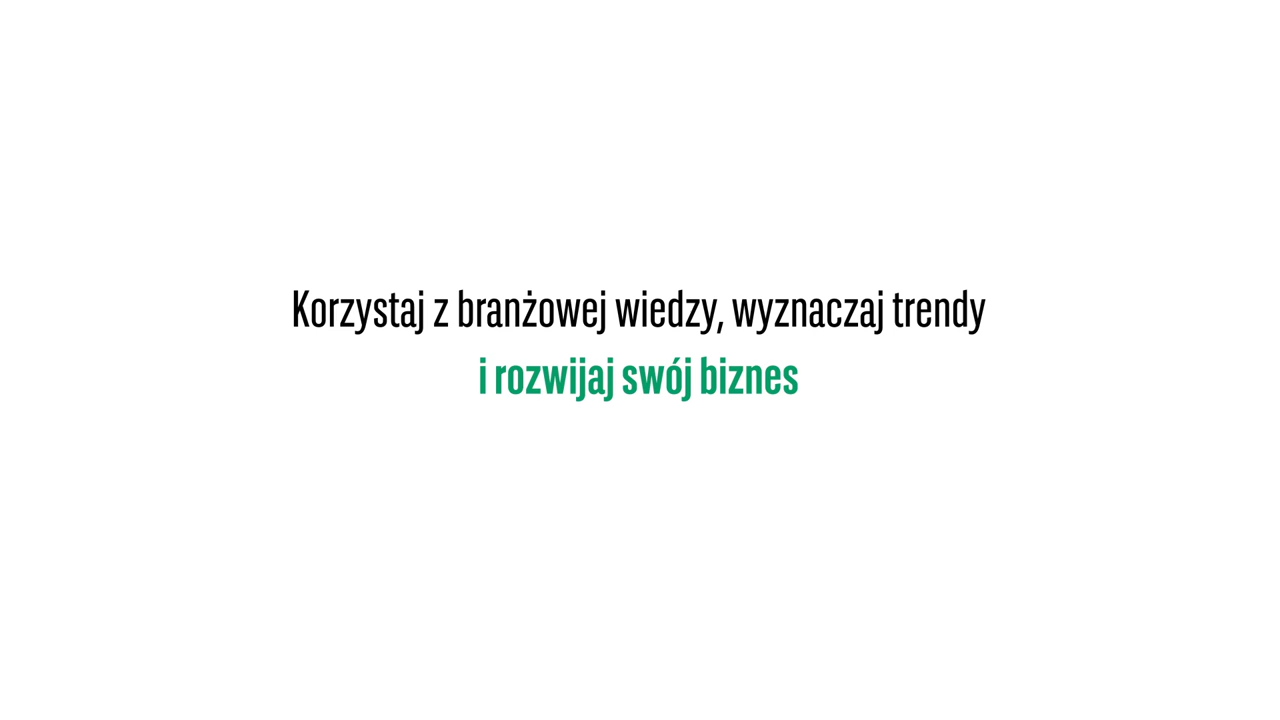 Korzystaj z branżowej wiedzy, wyznaczaj trendy
i rozwijaj swój biznes